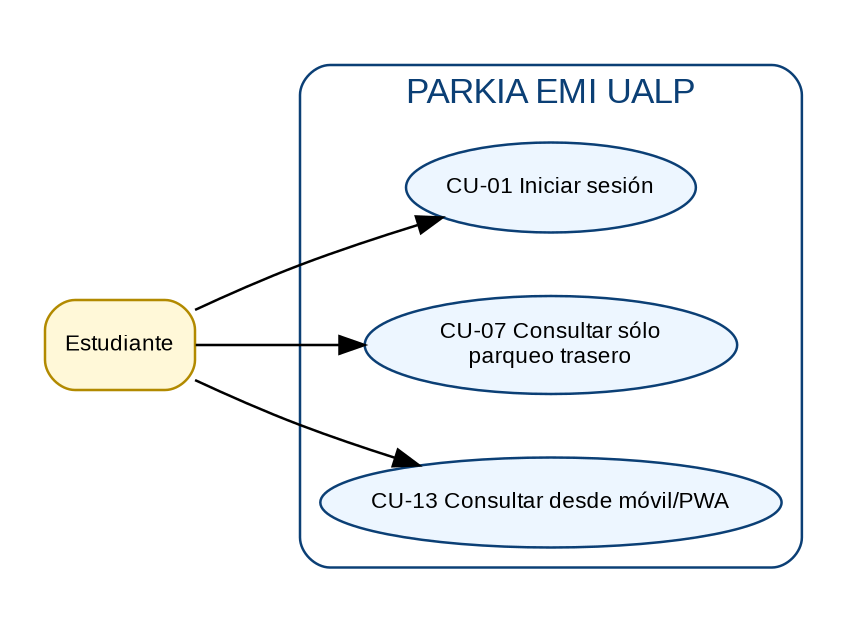 PARKIA EMI UALP
CU-01 Iniciar sesión
Estudiante
CU-07 Consultar sólo
parqueo trasero
CU-13 Consultar desde móvil/PWA